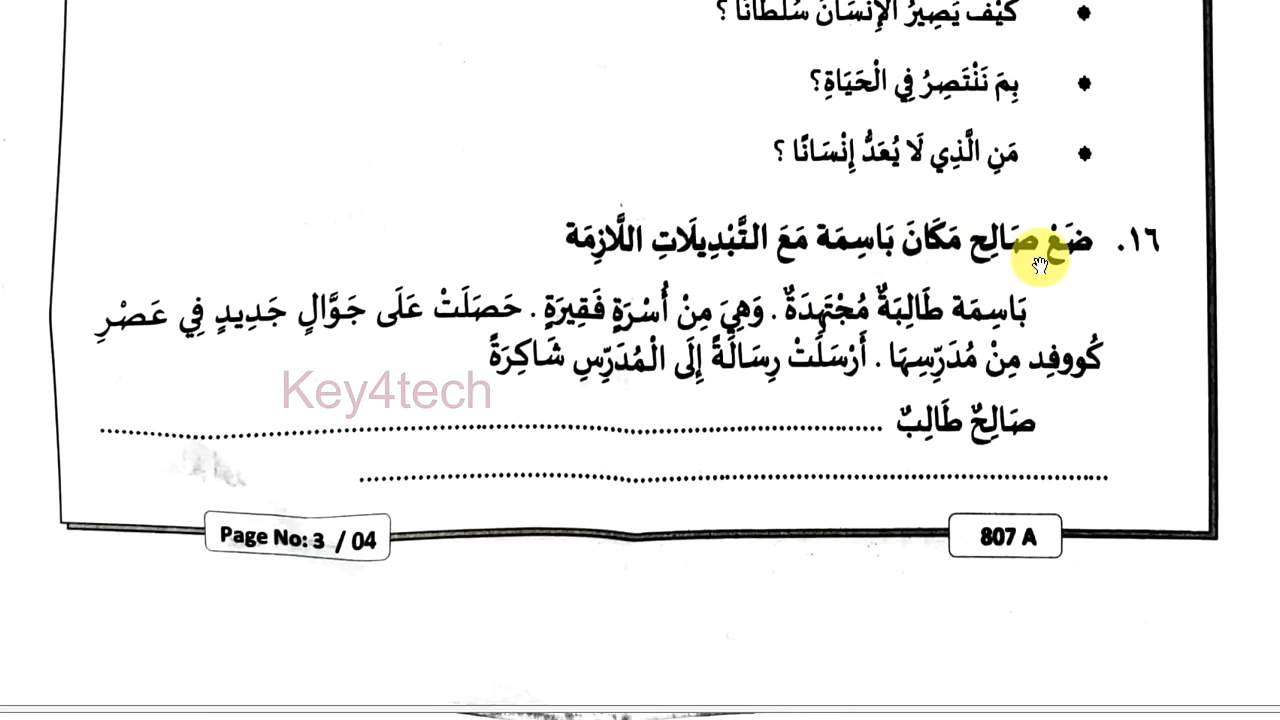 • كَيْفَ يَصِيرُ الْإِنْسَانُ سُلْطَانًا ؟
• بِمَ نَنْتَصِرُ فِي الْحَيَاةِ؟
• مَنِ الَّذِي لَا يُعَدُّ إِنْسَانًا ؟
١٦. ضَعْ صَالِح مَكَانَ بَاسِمَة مَعَ التَّبْدِيلَاتِ اللَّازِمَة
بَاسِمَة طَالِبَةٌ مُجْتَهِدَةٌ . وَهِيَ مِنْ أُسْرَةٍ فَقِيرَةٍ . حَصَلَتْ عَلَى جَوَّالٍ جَدِيدٍ فِي عَصْرِ
كُووفِد مِنْ مُدَرِّسِهَا . أَرْسَلَتْ رِسَالَةً إِلَى الْمُدَرِّسِ شَاكِرَةً
Key4tech
صَالِحٌ طَالِبٌ ........................................
........................................
Page No: 3 / 04
807 A